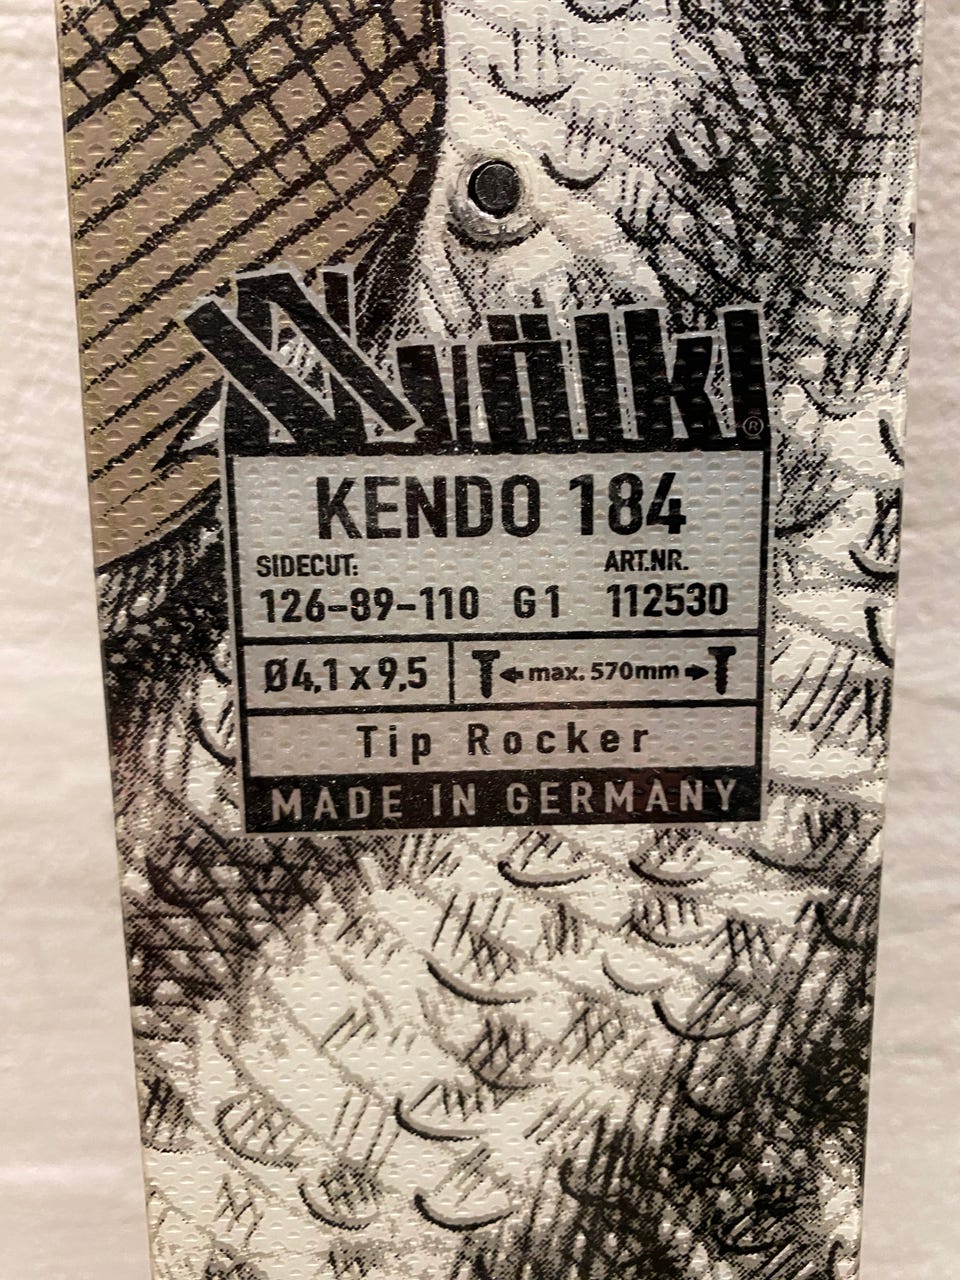 Völkl ®
KENDO 184
SIDECUT: ART.NR.
126-89-110 G1 112530
Ø4,1x9,5 max. 570mm
Tip Rocker
MADE IN GERMANY